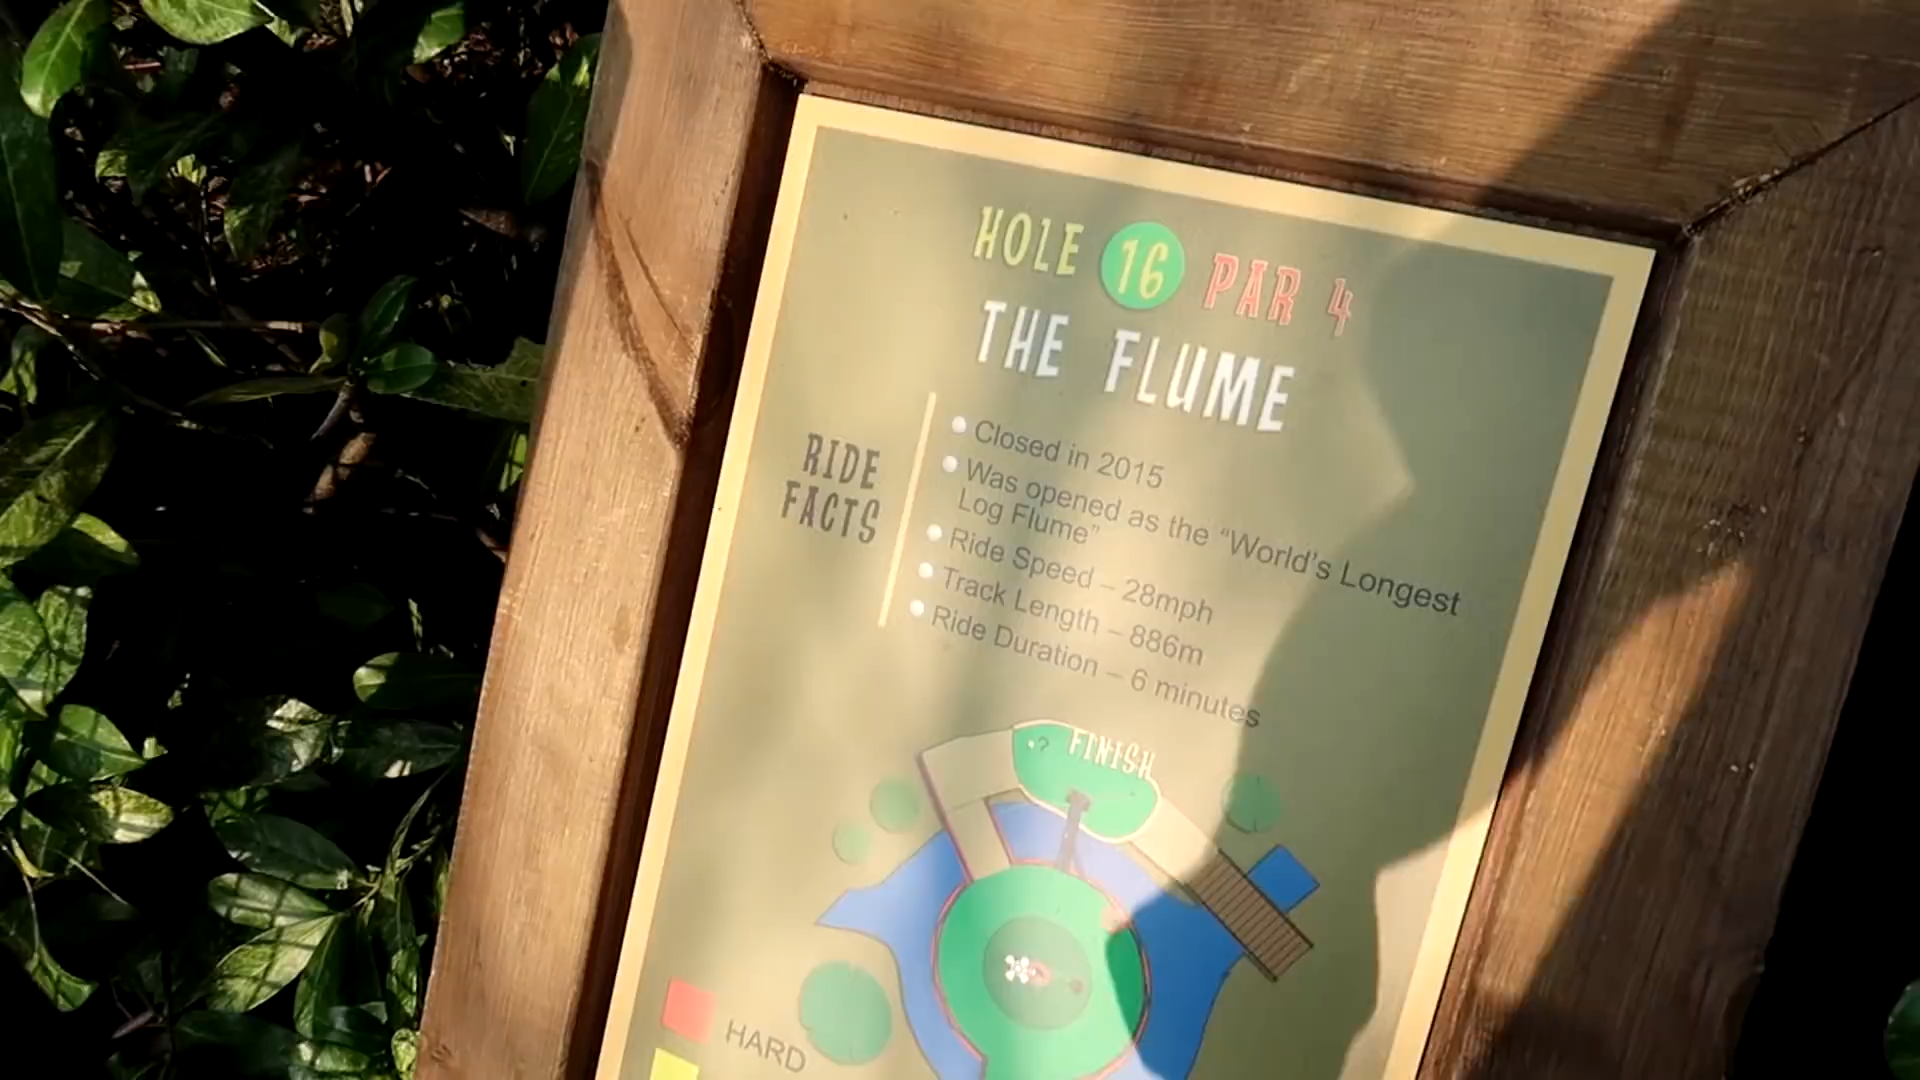 HOLE 16 PAR 4
THE FLUME
RIDE
FACTS
Closed in 2015
Was opened as the “World’s Longest
Log Flume”
Ride Speed – 28mph
Track Length – 886m
Ride Duration – 6 minutes
FINISH
HARD